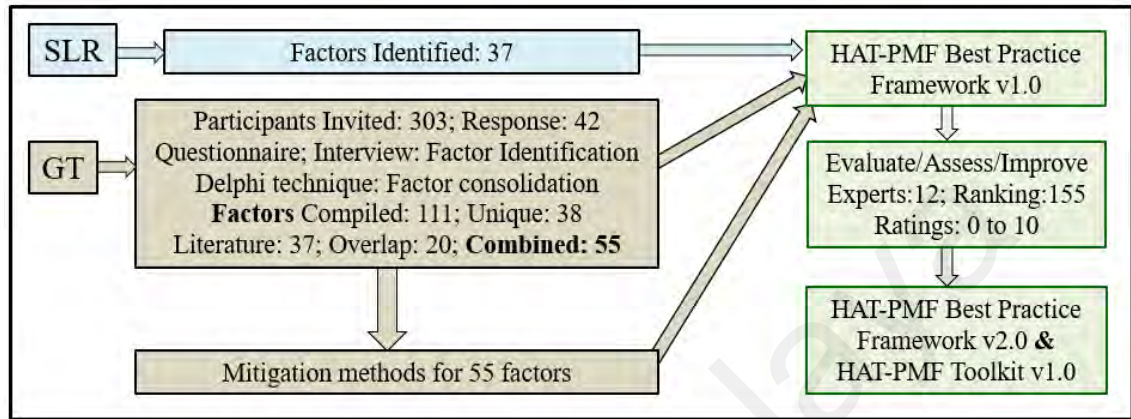 SLR
Factors Identified: 37
GT
Participants Invited: 303; Response: 42
Questionnaire; Interview: Factor Identification
Delphi technique: Factor consolidation
Factors Compiled: 111; Unique: 38
Literature: 37; Overlap: 20; Combined: 55
Mitigation methods for 55 factors
HAT-PMF Best Practice
Framework v1.0
Evaluate/Assess/Improve
Experts:12; Ranking:155
Ratings: 0 to 10
HAT-PMF Best Practice
Framework v2.0 &
HAT-PMF Toolkit v1.0